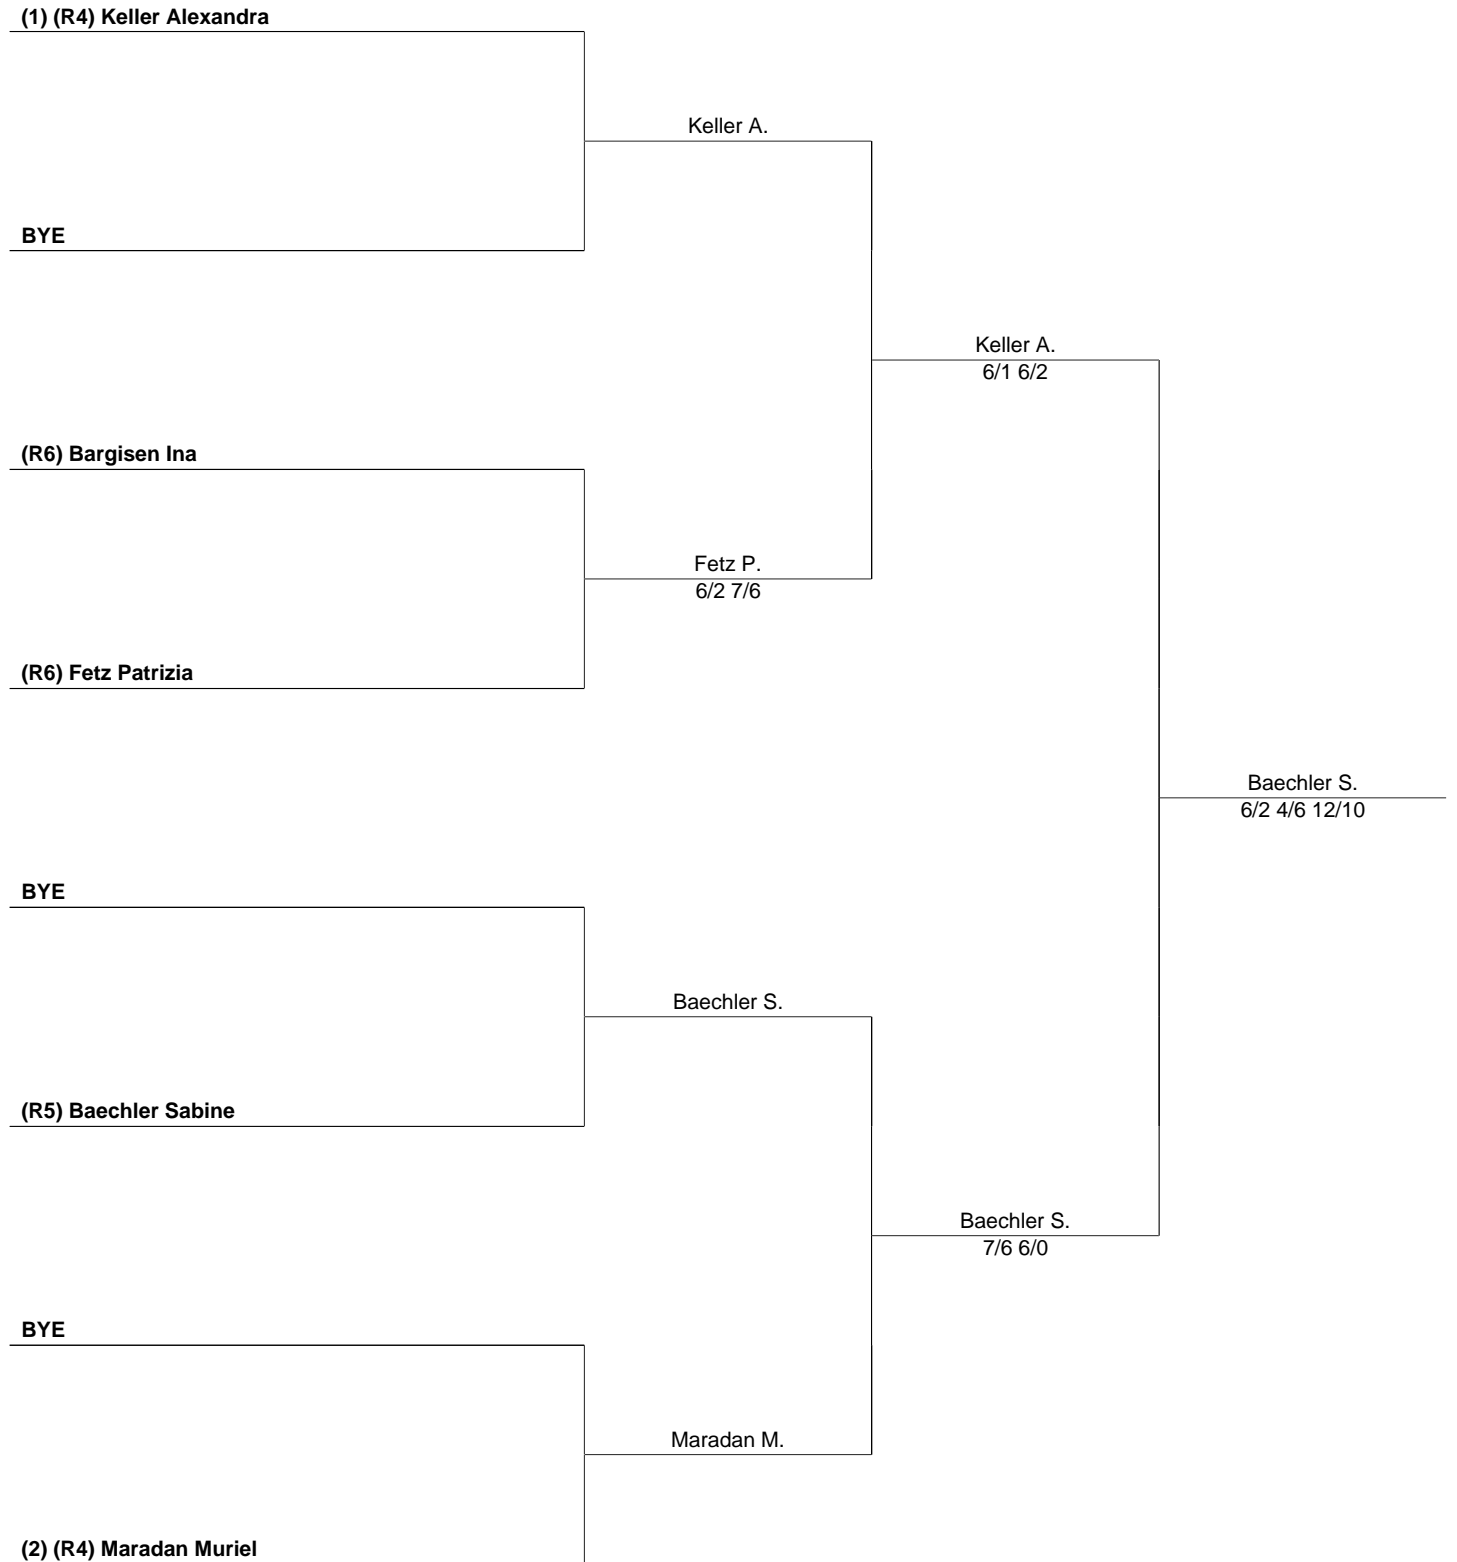 (1) (R4) Keller Alexandra
Keller A.
BYE
Keller A.
6/1 6/2
(R6) Bargisen Ina
Fetz P.
6/2 7/6
(R6) Fetz Patrizia
Baechler S.
6/2 4/6 12/10
BYE
Baechler S.
(R5) Baechler Sabine
Baechler S.
7/6 6/0
BYE
Maradan M.
(2) (R4) Maradan Muriel